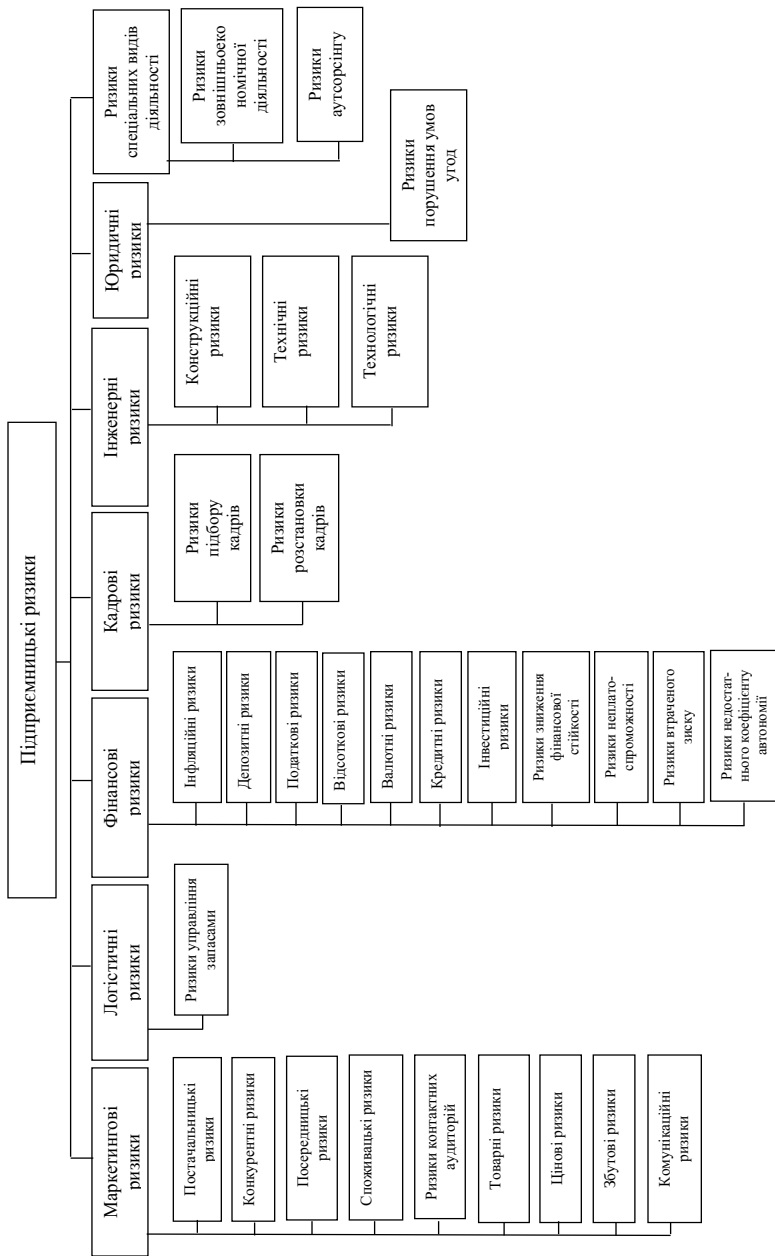 Підприємницькі ризики
Маркетингові
ризики
Логістичні
ризики
Фінансові
ризики
Кадрові
ризики
Інженерні
ризики
Юридичні
ризики
Ризики
спеціальних видів
діяльності
Постачальницькі
ризики
Конкурентні ризики
Посередницькі
ризики
Споживацькі ризики
Ризики контактних
аудиторій
Товарні ризики
Цінові ризики
Збутові ризики
Комунікаційні
ризики
Ризики управління
запасами
Інфляційні ризики
Депозитні ризики
Податкові ризики
Відсоткові ризики
Валютні ризики
Кредитні ризики
Інвестиційні
ризики
Ризики зниження
фінансової
стійкості
Ризики неплато-
спроможності
Ризики втраченого
зиску
Ризики недостат-
нього коефіцієнту
автономії
Ризики
підбору
кадрів
Ризики
розстановки
кадрів
Конструкційні
ризики
Технічні
ризики
Технологічні
ризики
Ризики
порушення умов
угод
Ризики
зовнішньоеко
номічної
діяльності
Ризики
аутсорсінгу